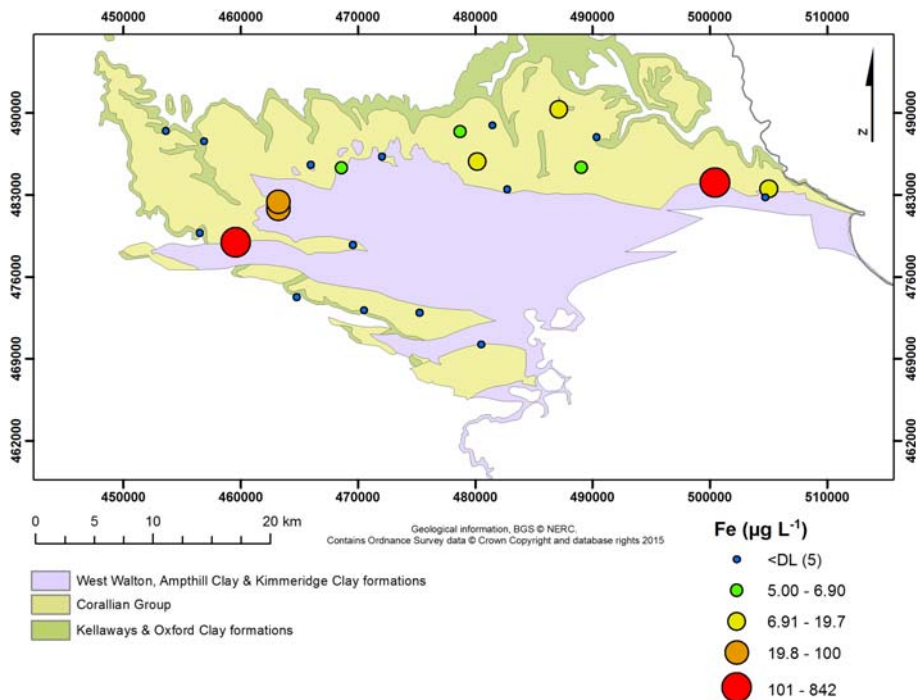 450000 460000 470000 480000 490000 500000 510000
490000 490000
483000 483000
476000 476000
469000 469000
462000 462000
450000 460000 470000 480000 490000 500000 510000
N
0 5 10 20 km
Geological information, BGS © NERC.
Contains Ordnance Survey data © Crown Copyright and database rights 2015
West Walton, Ampthill Clay & Kimmeridge Clay formations
Corallian Group
Kellaways & Oxford Clay formations
Fe (µg L⁻¹)
<DL (5)
5.00 - 6.90
6.91 - 19.7
19.8 - 100
101 - 842